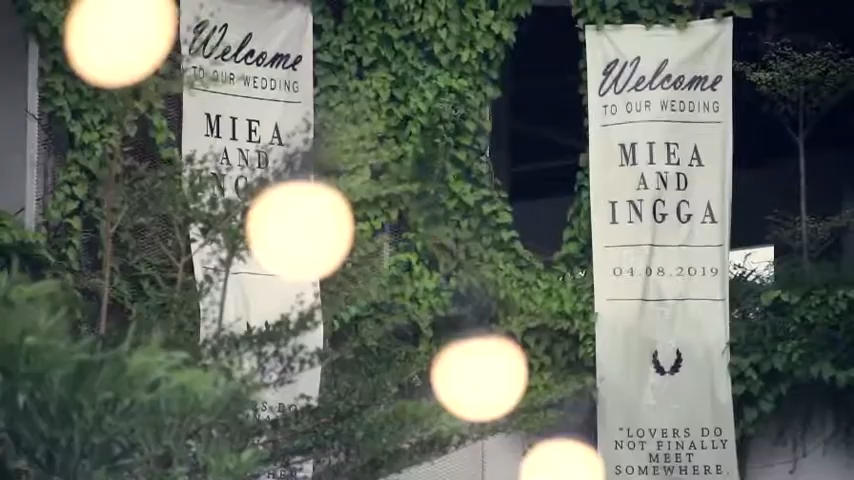 Welcome
TO OUR WEDDING
MIEA
AND
Welcome
TO OUR WEDDING
MIEA
AND
INGGA
04.08.2019
"LOVERS DO
NOT FINALLY
MEET
SOMEWHERE.